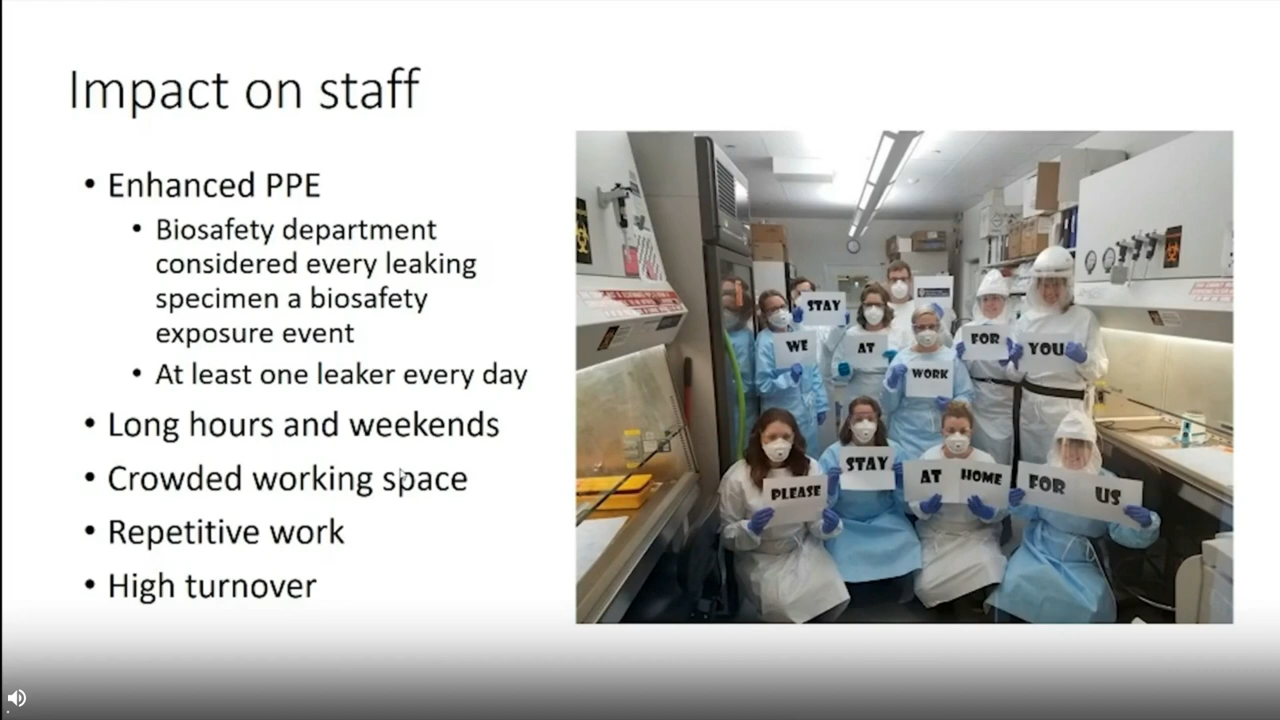 Impact on staff
• Enhanced PPE
• Biosafety department
considered every leaking
specimen a biosafety
exposure event
• At least one leaker every day
• Long hours and weekends
• Crowded working space
• Repetitive work
• High turnover
STAY
WE AT FOR YOU
WORK
PLEASE STAY AT HOME FOR US